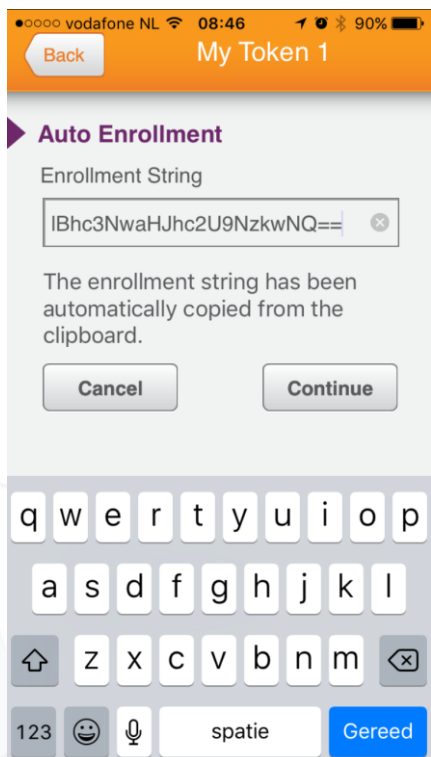 vodafone NL 08:46 90%
Back My Token 1
Auto Enrollment
Enrollment String
lBhc3NwaHJhc2U9NzkwNQ==
The enrollment string has been
automatically copied from the
clipboard.
Cancel Continue
q w e r t y u i o p
a s d f g h j k l
z x c v b n m
123 spatie Gereed